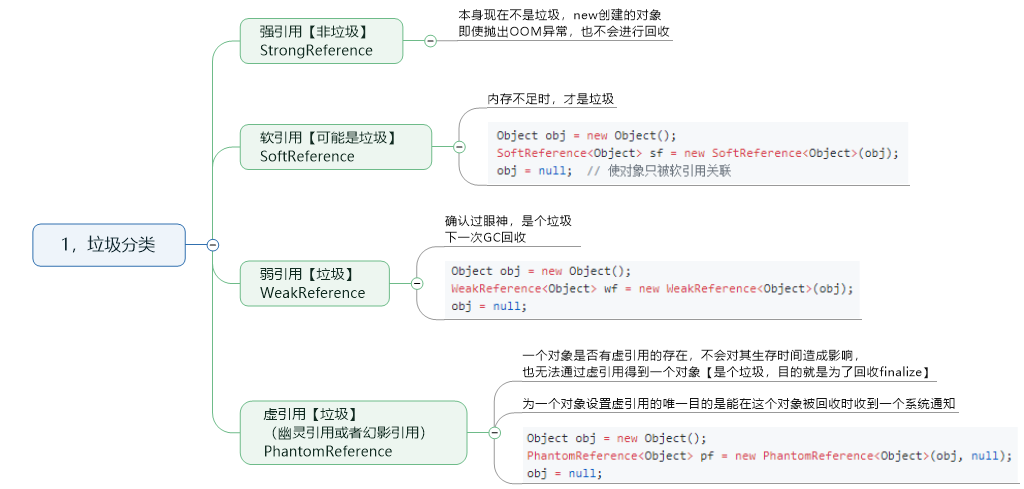 1，垃圾分类
强引用【非垃圾】
StrongReference
本身现在不是垃圾，new创建的对象
即使抛出OOM异常，也不会进行回收
软引用【可能是垃圾】
SoftReference
内存不足时，才是垃圾
Object obj = new Object();
SoftReference<Object> sf = new SoftReference<Object>(obj);
obj = null;  // 使对象只被软引用关联
弱引用【垃圾】
WeakReference
确认过眼神，是个垃圾
下一次GC回收
Object obj = new Object();
WeakReference<Object> wf = new WeakReference<Object>(obj);
obj = null;
虚引用【垃圾】
（幽灵引用或者幻影引用）
PhantomReference
一个对象是否有虚引用的存在，不会对其生存时间造成影响，
也无法通过虚引用得到一个对象【是个垃圾，目的就是为了回收finalize】
为一个对象设置虚引用的唯一目的是能在这个对象被回收时收到一个系统通知
Object obj = new Object();
PhantomReference<Object> pf = new PhantomReference<Object>(obj, null);
obj = null;